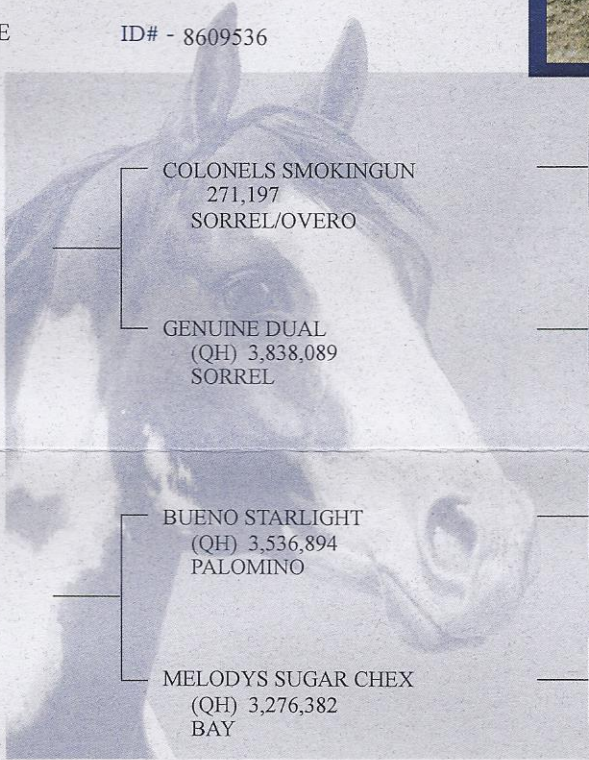 E ID# - 8609536
COLONELS SMOKINGUN
271,197
SORREL/OVERO
GENUINE DUAL
(QH) 3,838,089
SORREL
BUENO STARLIGHT
(QH) 3,536,894
PALOMINO
MELODYS SUGAR CHEX
(QH) 3,276,382
BAY